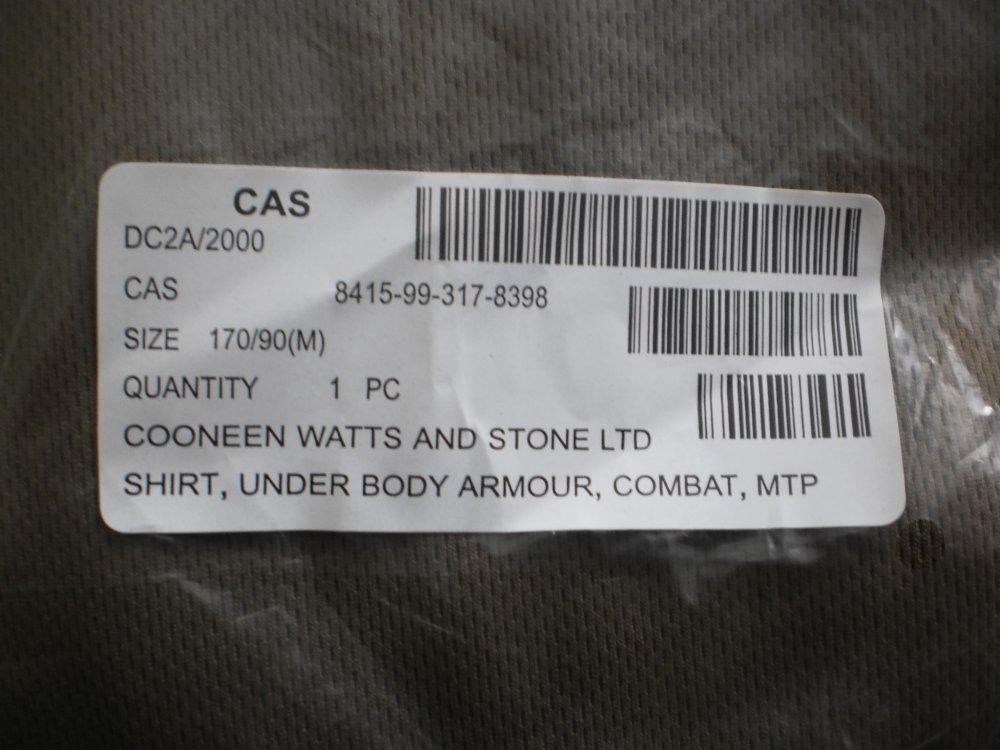 CAS
DC2A/2000
CAS 8415-99-317-8398
SIZE 170/90(M)
QUANTITY 1 PC
COONEEN WATTS AND STONE LTD
SHIRT, UNDER BODY ARMOUR, COMBAT, MTP